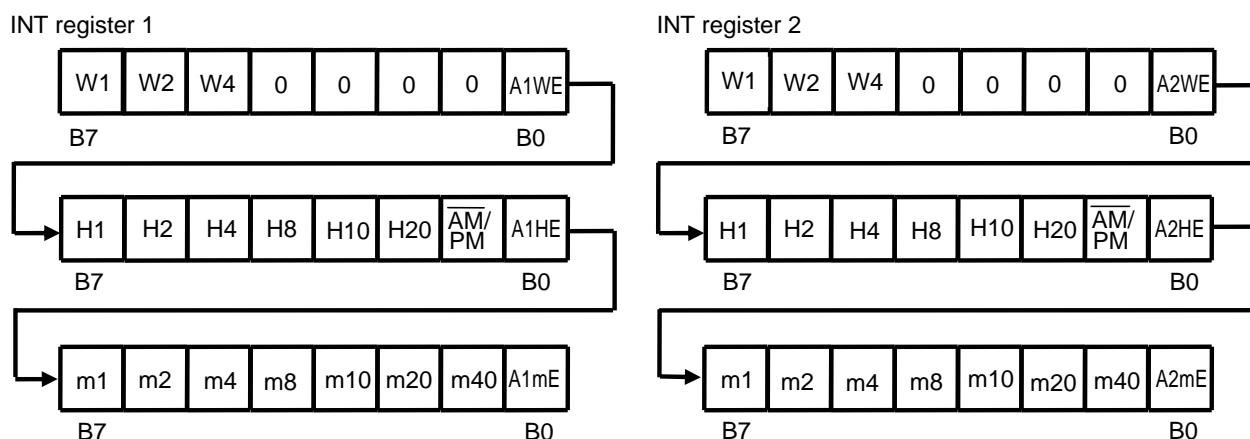 INT register 1
W1 W2 W4 0 0 0 0 A1WE
B7 B0
H1 H2 H4 H8 H10 H20 A̅M̅/PM A1HE
B7 B0
m1 m2 m4 m8 m10 m20 m40 A1mE
B7 B0
INT register 2
W1 W2 W4 0 0 0 0 A2WE
B7 B0
H1 H2 H4 H8 H10 H20 A̅M̅/PM A2HE
B7 B0
m1 m2 m4 m8 m10 m20 m40 A2mE
B7 B0